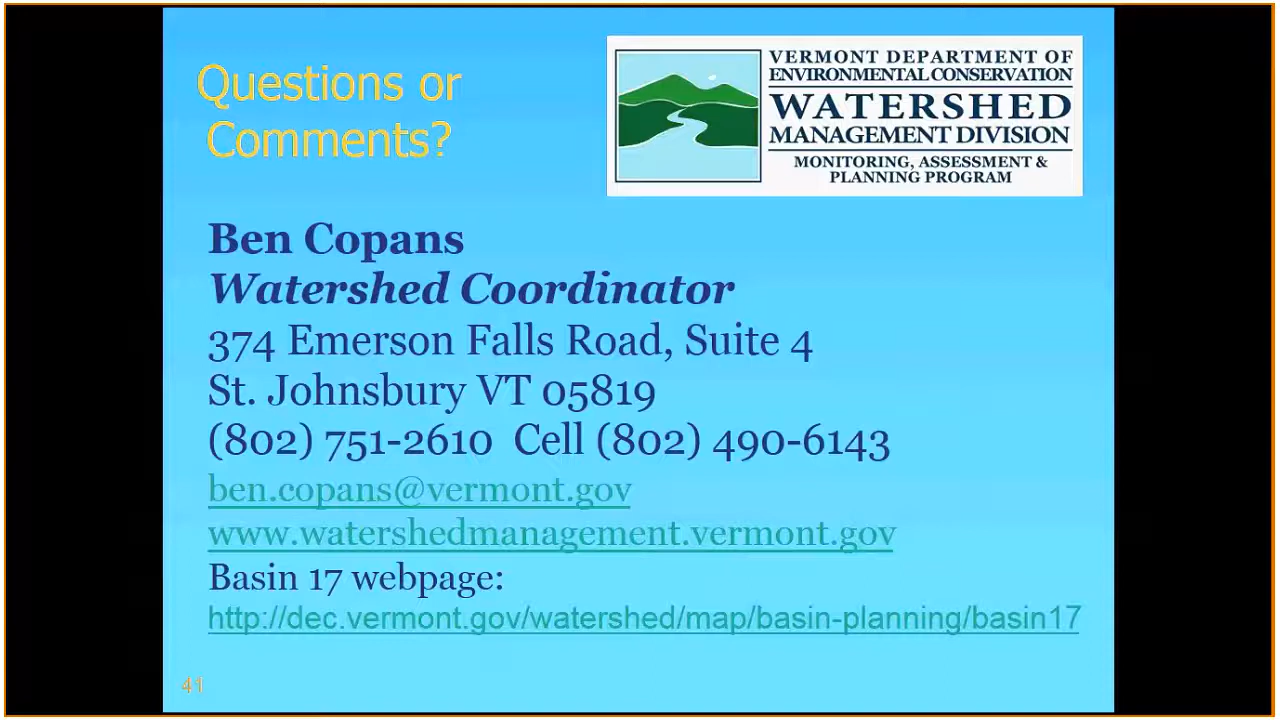 Questions or
Comments?
VERMONT DEPARTMENT OF
ENVIRONMENTAL CONSERVATION
WATERSHED
MANAGEMENT DIVISION
MONITORING, ASSESSMENT &
PLANNING PROGRAM
Ben Copans
Watershed Coordinator
374 Emerson Falls Road, Suite 4
St. Johnsbury VT 05819
(802) 751-2610 Cell (802) 490-6143
ben.copans@vermont.gov
www.watershedmanagement.vermont.gov
Basin 17 webpage:
http://dec.vermont.gov/watershed/map/basin-planning/basin17
41